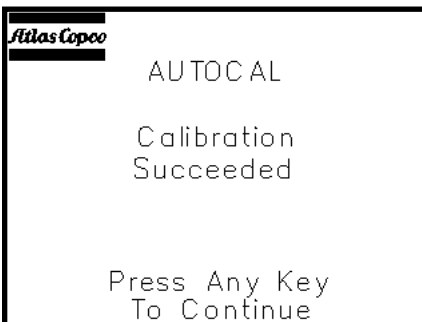 Atlas Copco
AUTOCAL
Calibration
Succeeded
Press Any Key
To Continue